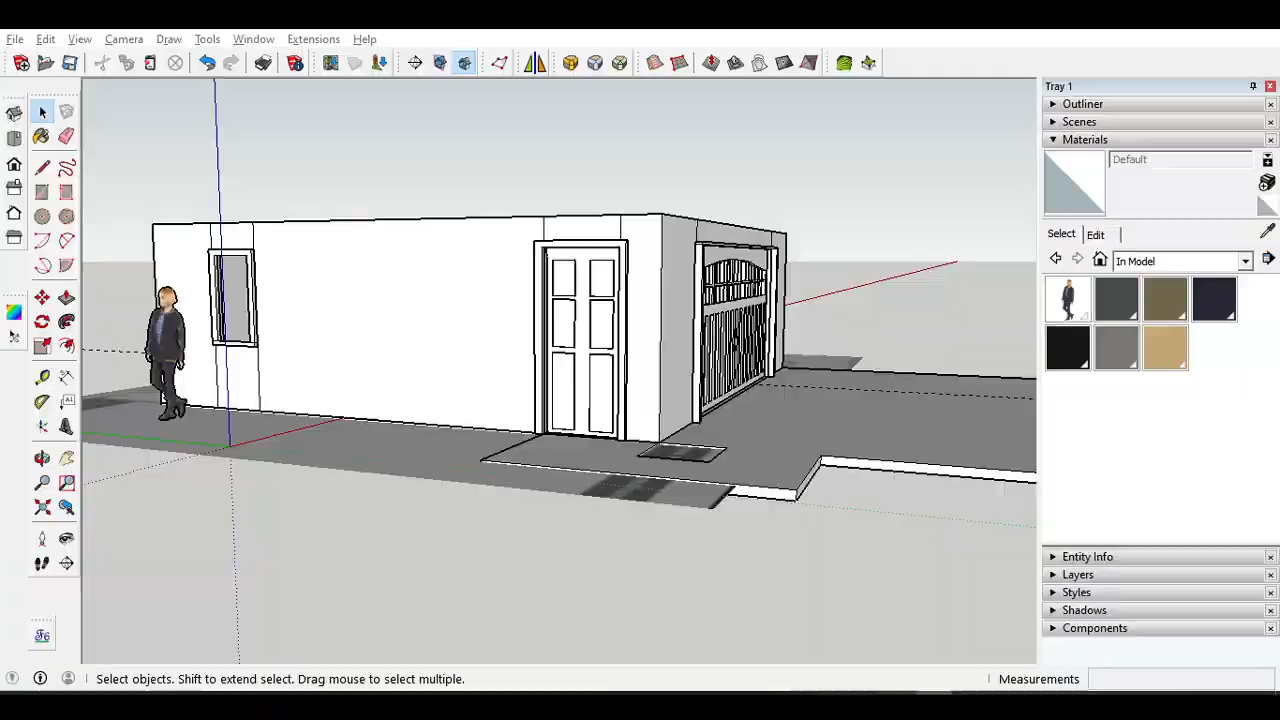 File Edit View Camera Draw Tools Window Extensions Help
Tray 1
Outliner
Scenes
Materials
Default
Select Edit
In Model
Entity Info
Layers
Styles
Shadows
Components
Select objects. Shift to extend select. Drag mouse to select multiple.
Measurements